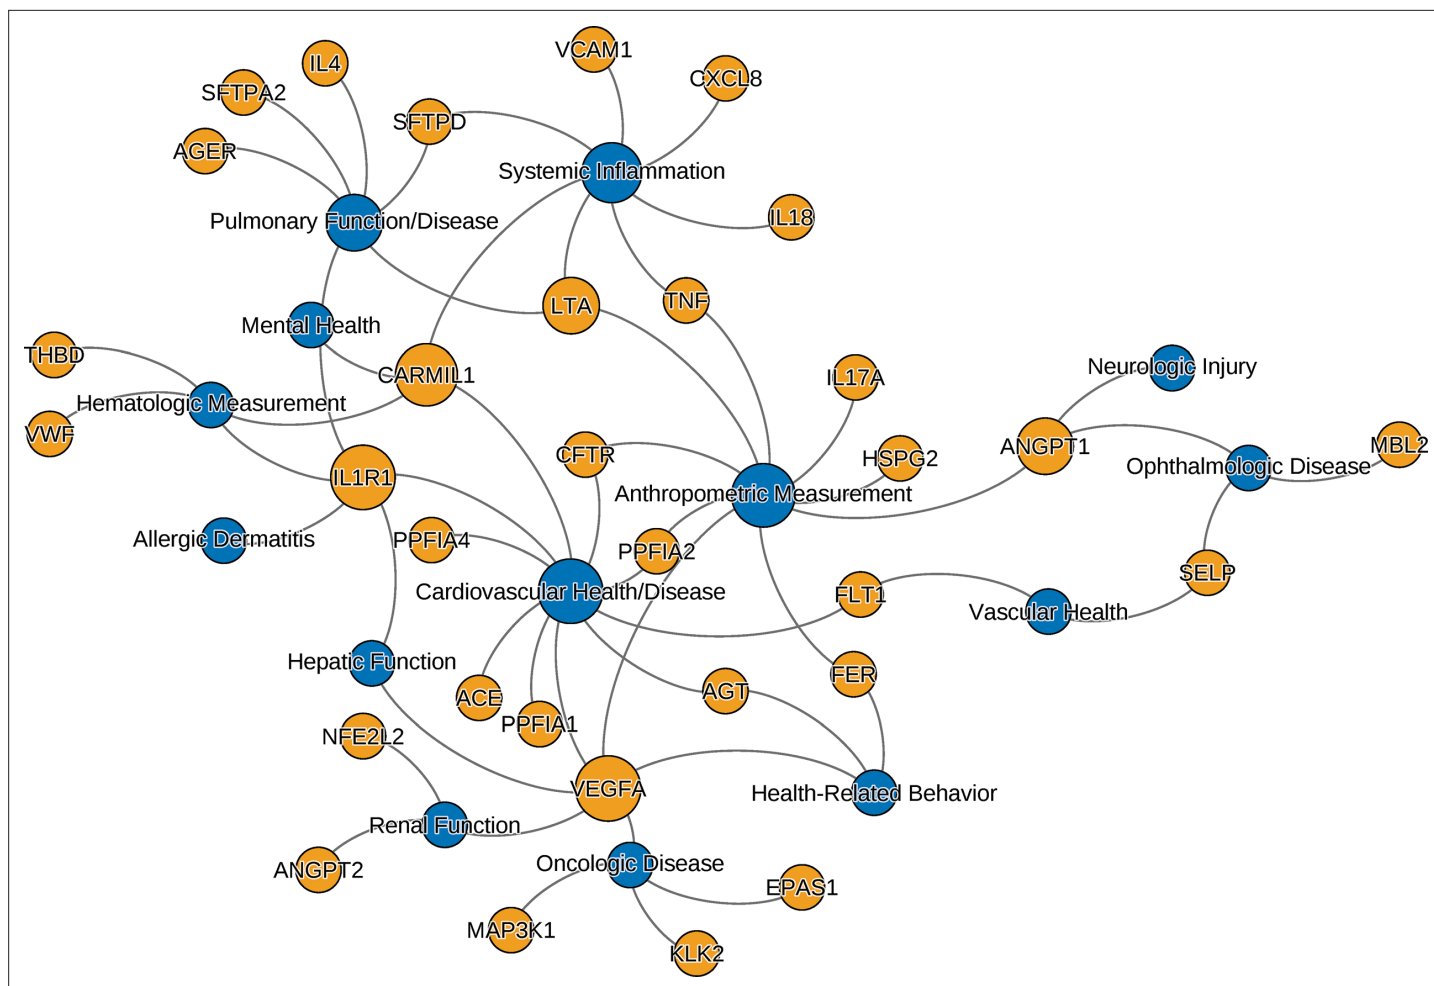 VCAM1
IL4
CXCL8
SFTPA2
SFTPD
AGER
Systemic Inflammation
Pulmonary Function/Disease
IL18
LTA
TNF
Mental Health
THBD
Neurologic Injury
CARMIL1
IL17A
Hematologic Measurement
VWF
MBL2
ANGPT1
CFTR
HSPG2
Ophthalmologic Disease
IL1R1
Anthropometric Measurement
Allergic Dermatitis
PPFIA4
PPFIA2
SELP
Cardiovascular Health/Disease
FLT1
Vascular Health
Hepatic Function
FER
AGT
ACE
PPFIA1
NFE2L2
VEGFA
Health-Related Behavior
Renal Function
Oncologic Disease
ANGPT2
EPAS1
MAP3K1
KLK2